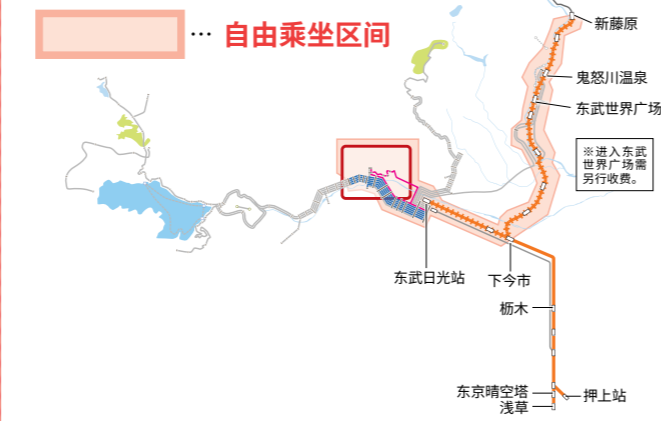 … 自由乘坐区间
新藤原
鬼怒川温泉
东武世界广场
※进入东武
世界广场需
另行收费。
东武日光站
下今市
枥木
东京晴空塔
押上站
浅草